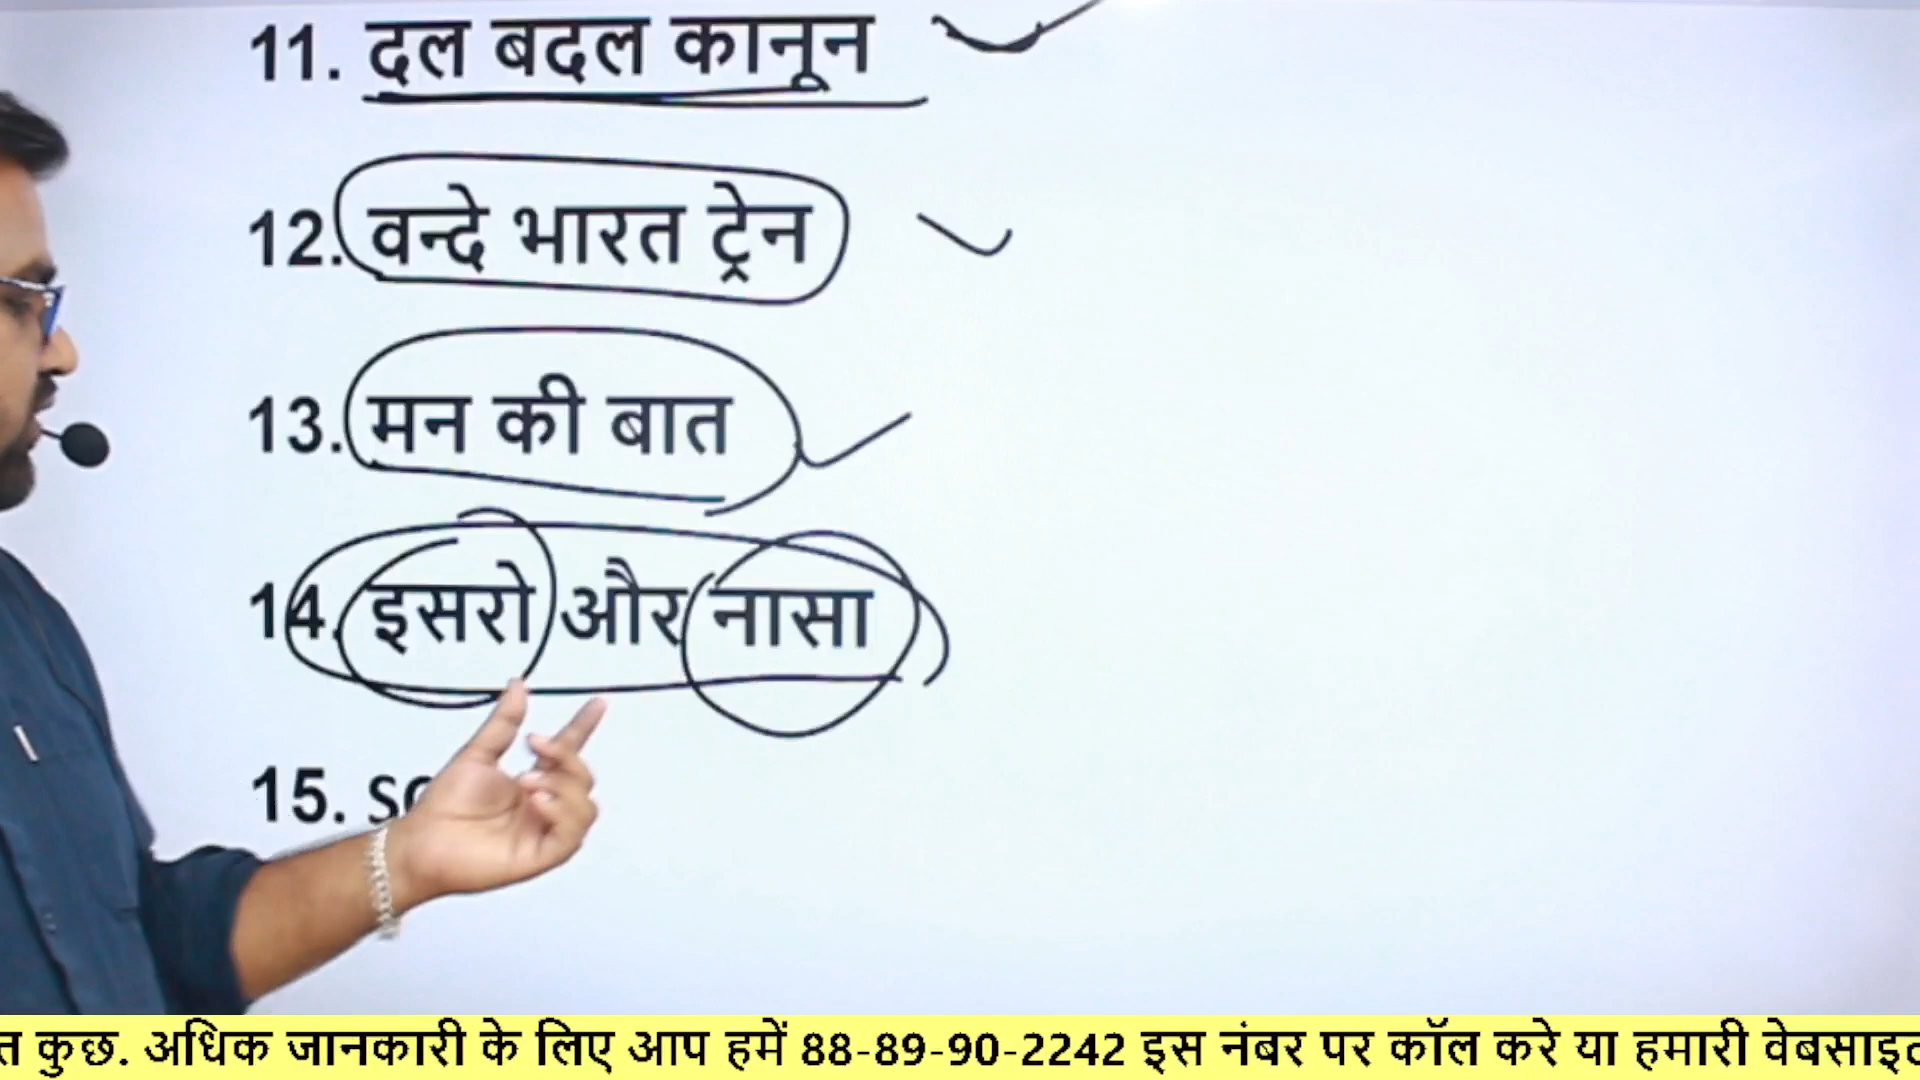 11. दल बदल कानून
12. वन्दे भारत ट्रेन
13. मन की बात
14. इसरो और नासा
15.
कुछ. अधिक जानकारी के लिए आप हमें 88-89-90-2242 इस नंबर पर कॉल करे या हमारी